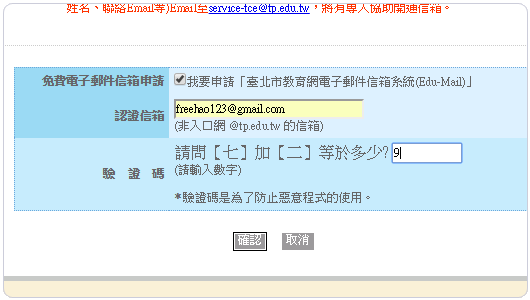 姓名、聯絡Email等)Email至service-tce@tp.edu.tw，將有專人協助開通信箱。
免費電子郵件信箱申請 我要申請「臺北市教育網電子郵件信箱系統(Edu-Mail)」
認證信箱 freehao123@gmail.com
(非入口網 @tp.edu.tw 的信箱)
請問【七】加【二】等於多少? 9
驗 證 碼 (請輸入數字)
*驗證碼是為了防止惡意程式的使用。
確認 取消